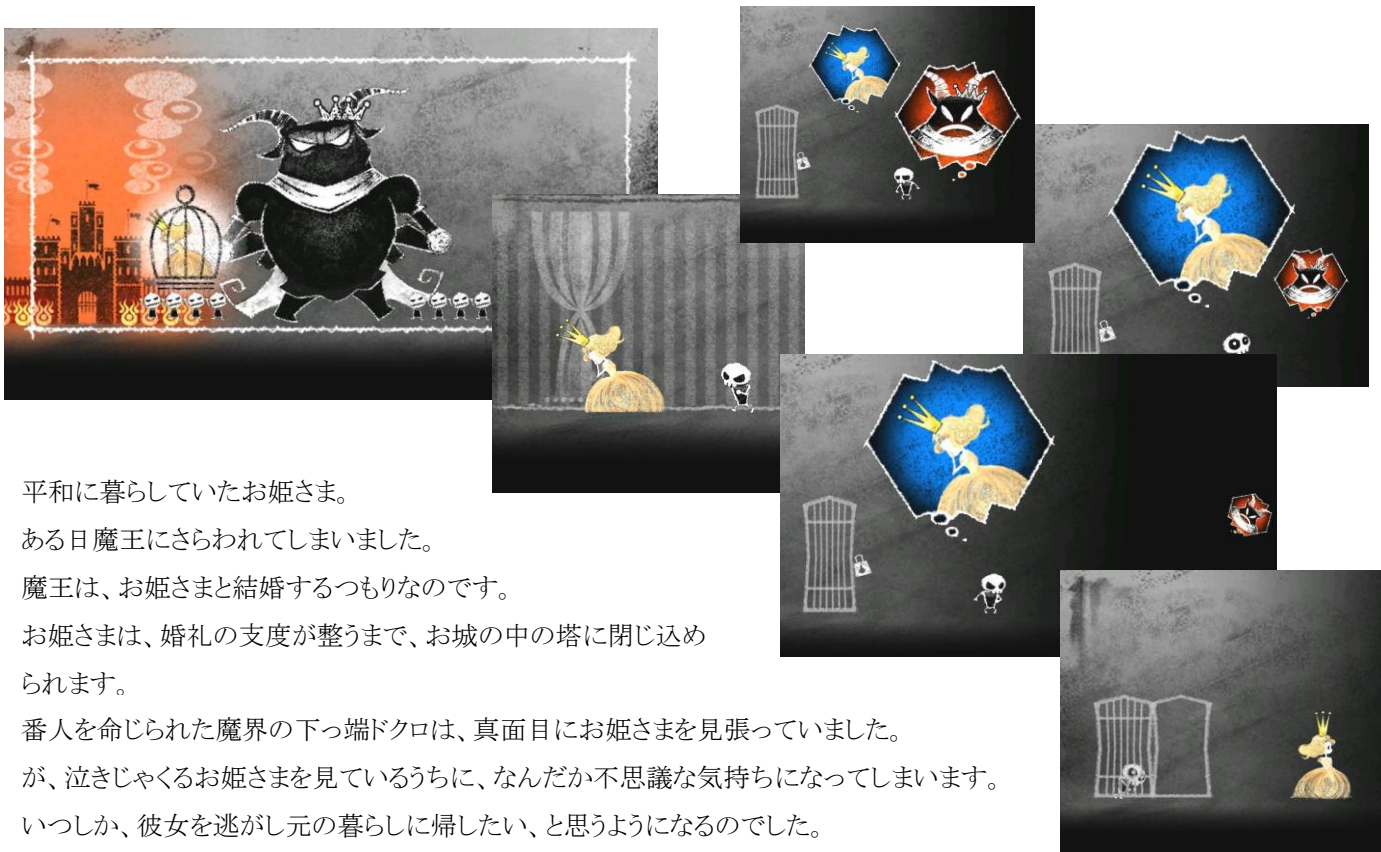 平和に暮らしていたお姫さま。
ある日魔王にさらわれてしまいました。
魔王は、お姫さまと結婚するつもりなのです。
お姫さまは、婚礼の支度が整うまで、お城の中の塔に閉じ込め
られます。
番人を命じられた魔界の下っ端ドクロは、真面目にお姫さまを見張っていました。
が、泣きじゃくるお姫さまを見ているうちに、なんだか不思議な気持ちになってしまいます。
いつしか、彼女を逃がし元の暮らしに帰したい、と思うようになるのでした。